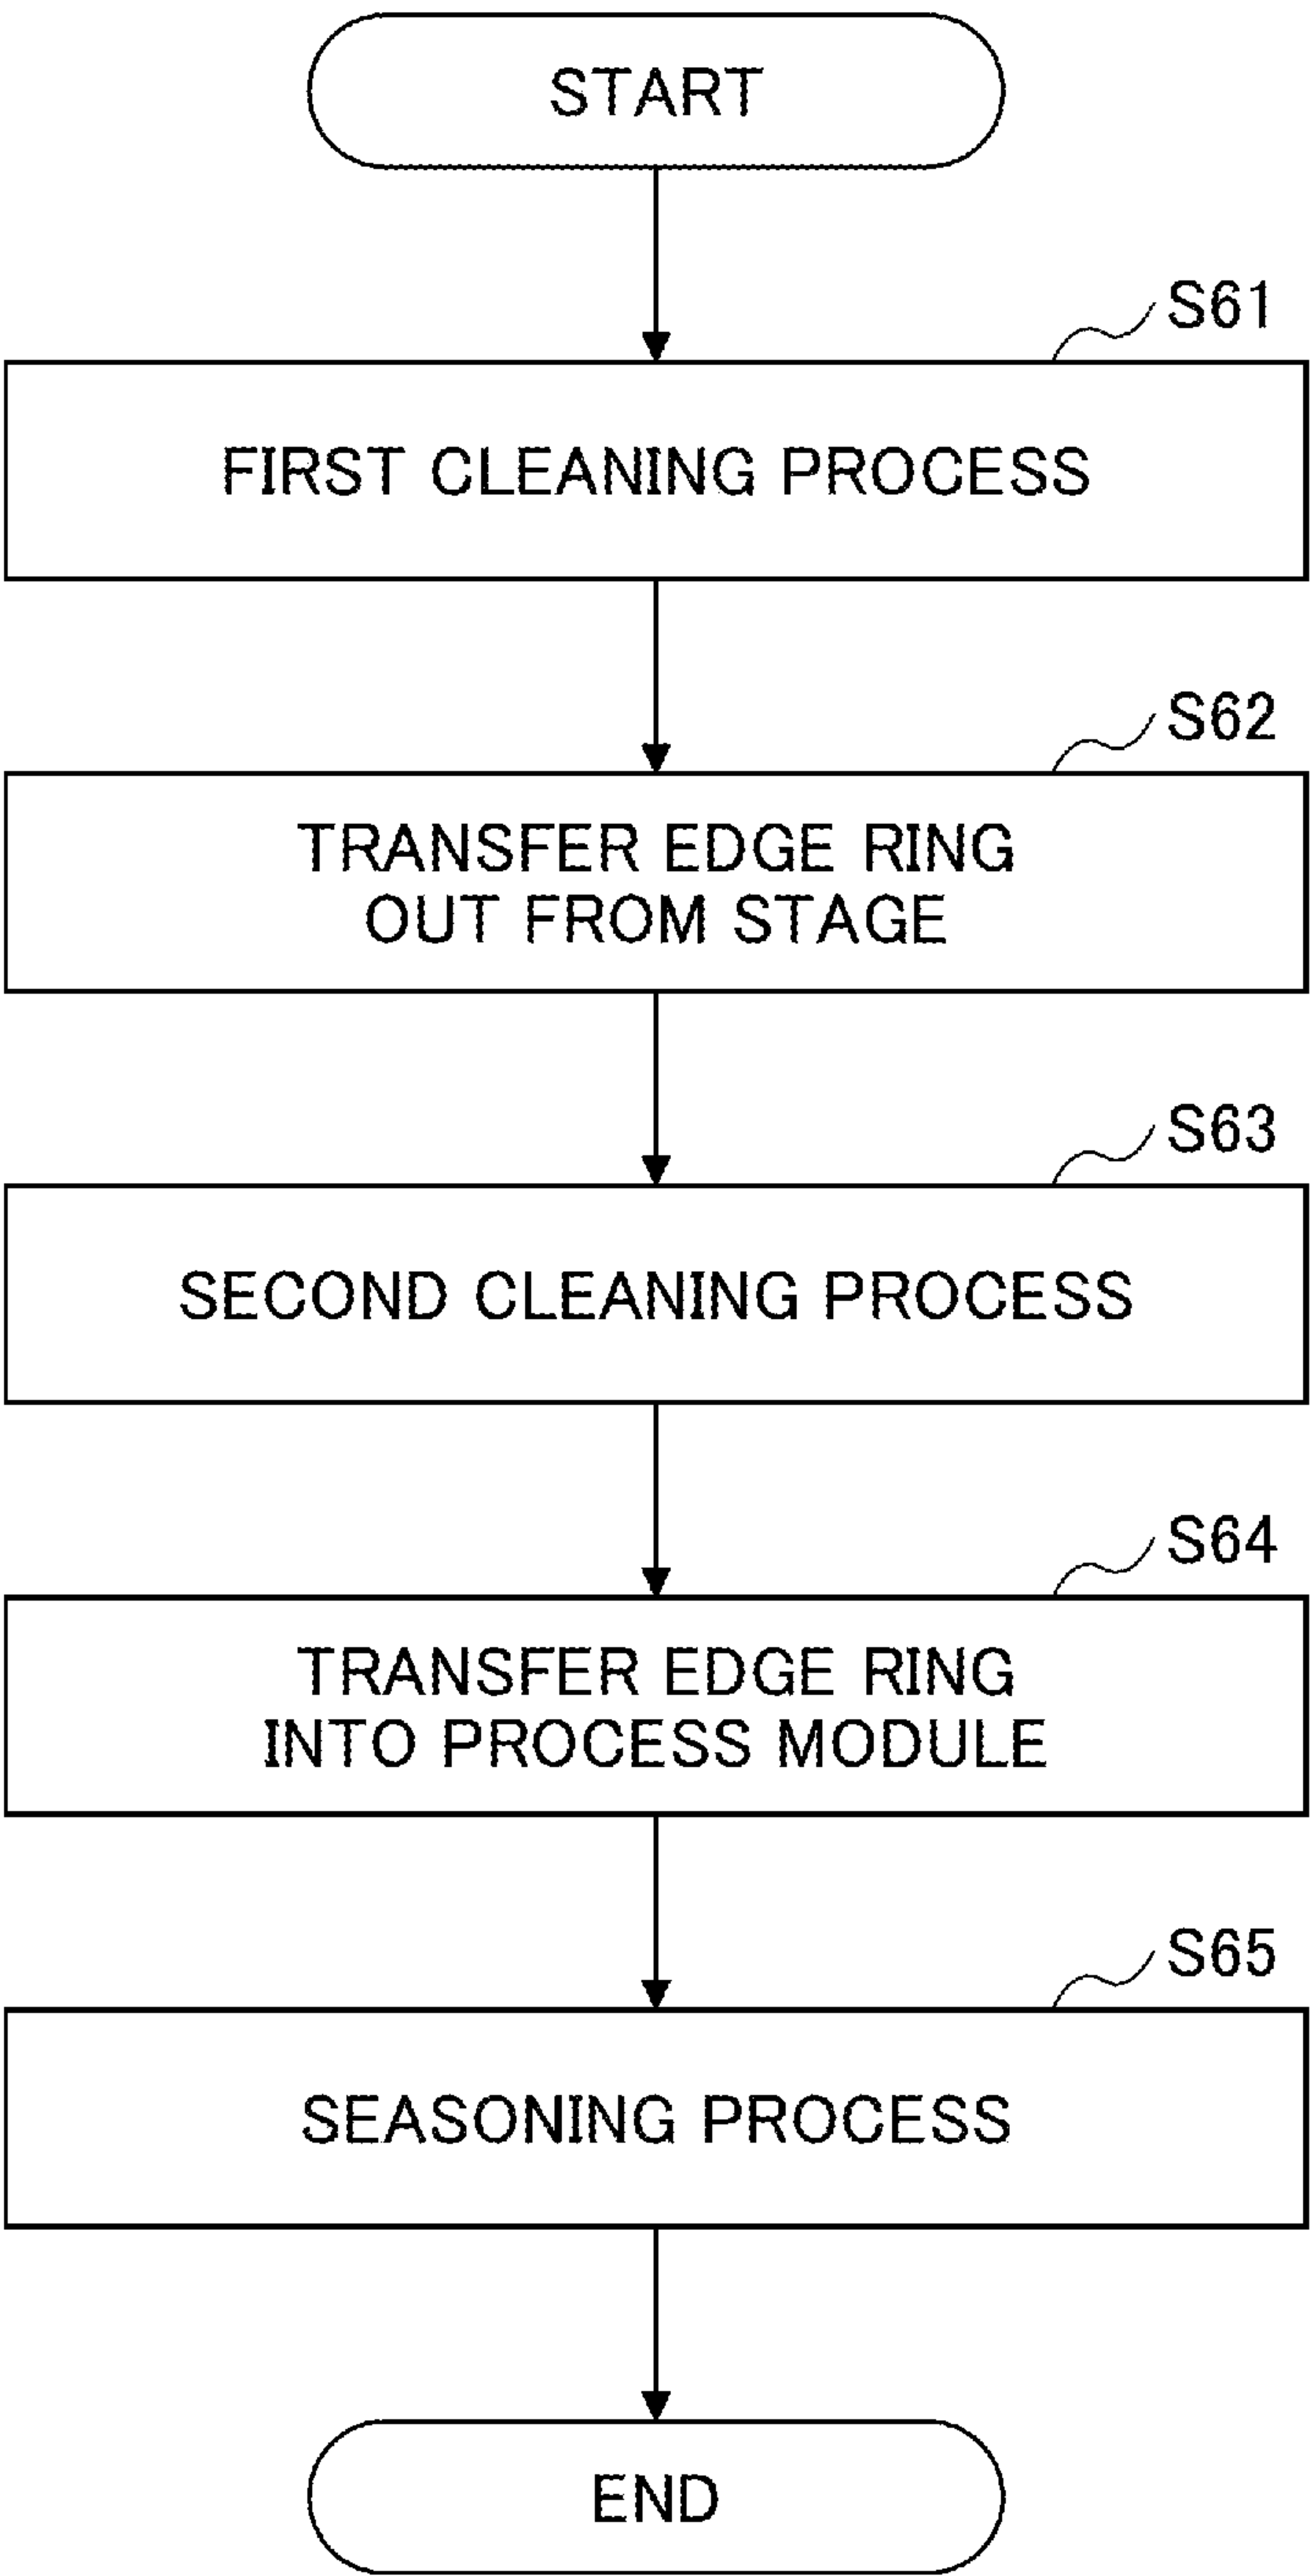 START
S61
FIRST CLEANING PROCESS
S62
TRANSFER EDGE RING
OUT FROM STAGE
S63
SECOND CLEANING PROCESS
S64
TRANSFER EDGE RING
INTO PROCESS MODULE
S65
SEASONING PROCESS
END